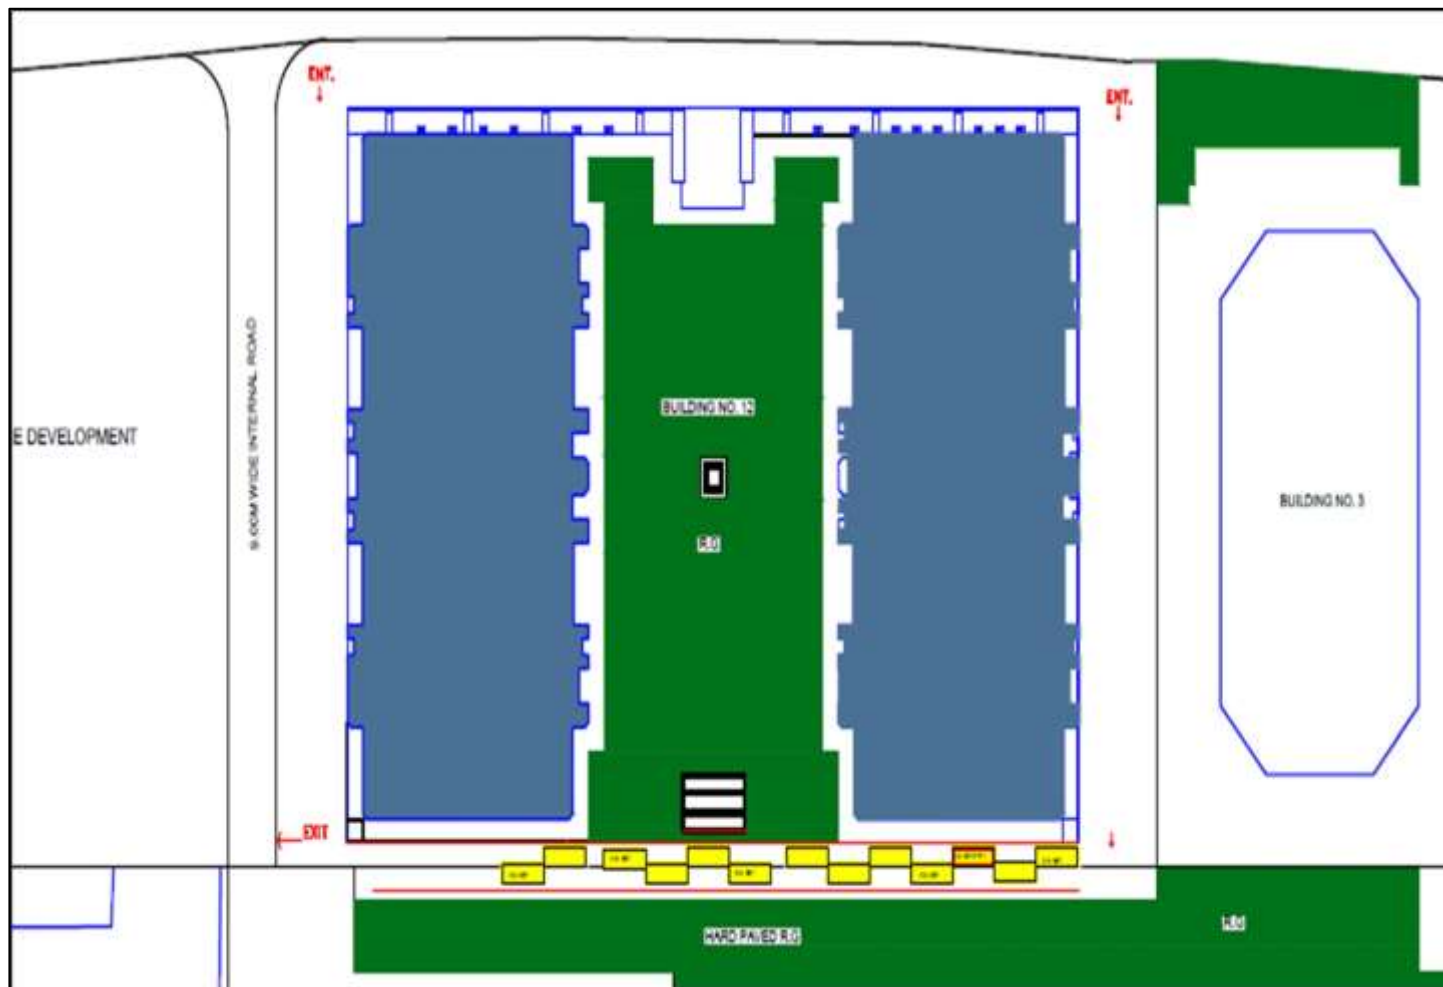 ENT.
ENT.
9.00M WIDE INTERNAL ROAD
BUILDING NO. 12
E DEVELOPMENT
BUILDING NO. 3
R.G
EXIT
R.G
HARD PAVED R.G